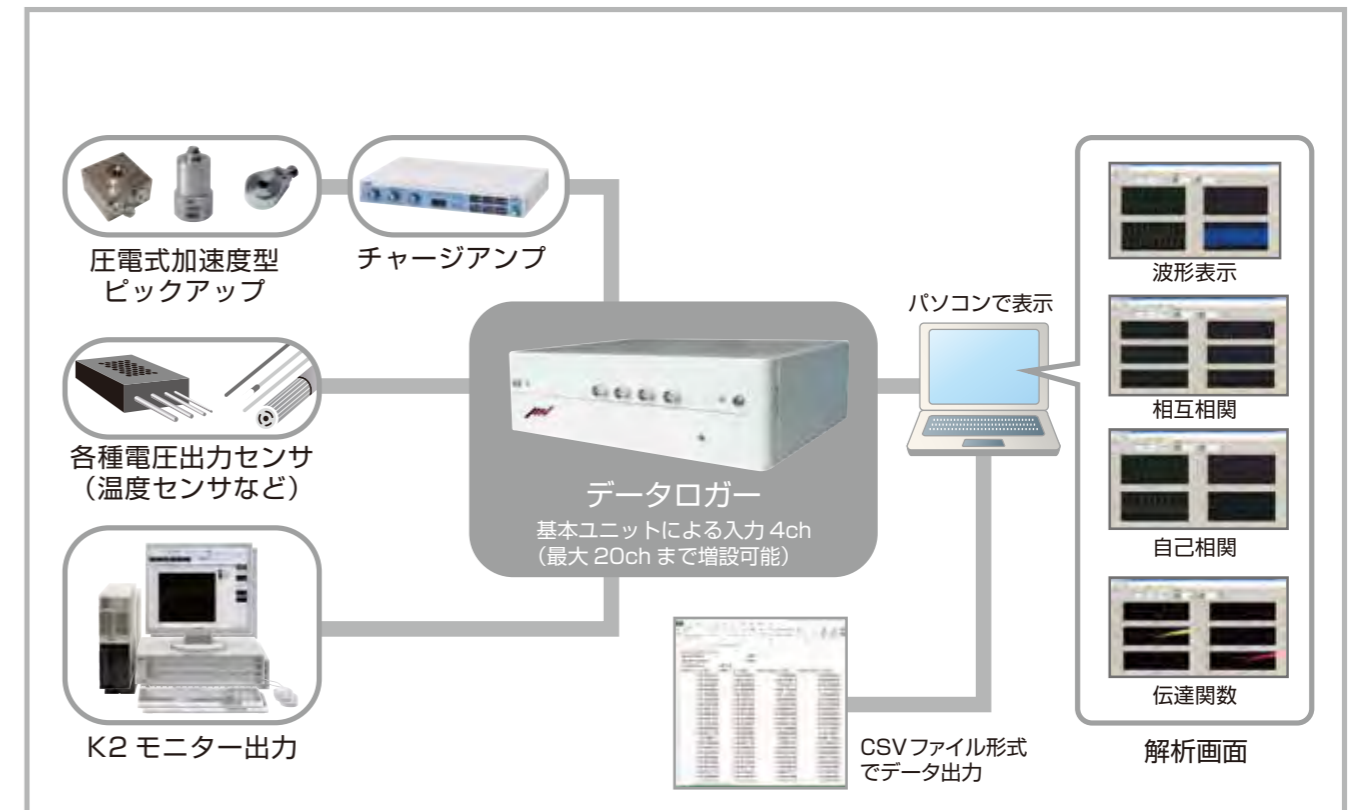 圧電式加速度型
ピックアップ
チャージアンプ
各種電圧出力センサ
（温度センサなど）
K2 モニター出力
データロガー
基本ユニットによる入力 4ch
（最大 20ch まで増設可能）
パソコンで表示
CSVファイル形式
でデータ出力
波形表示
相互相関
自己相関
伝達関数
解析画面